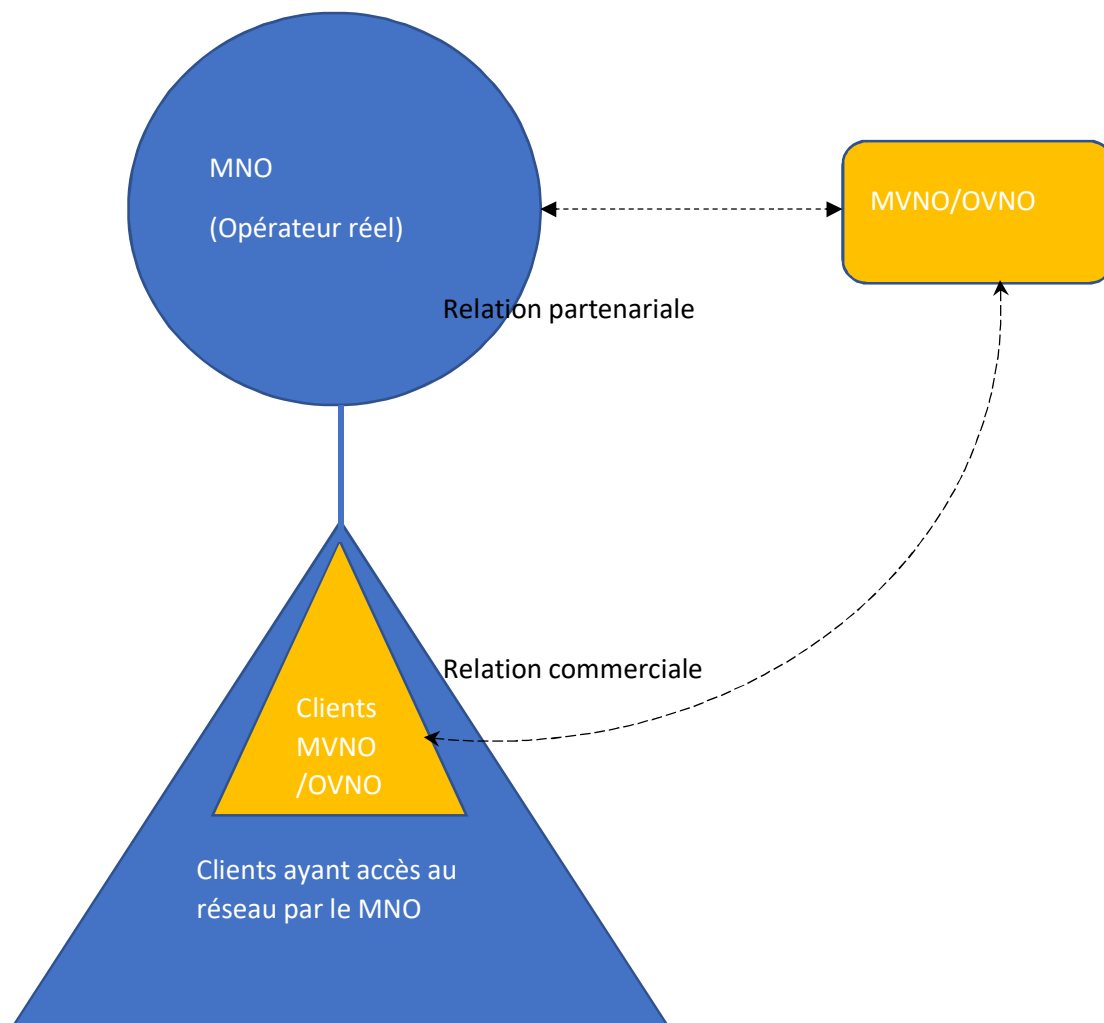 MNO
(Opérateur réel)
MVNO/OVNO
Relation partenariale
Relation commerciale
Clients
MVNO
/OVNO
Clients ayant accès au
réseau par le MNO